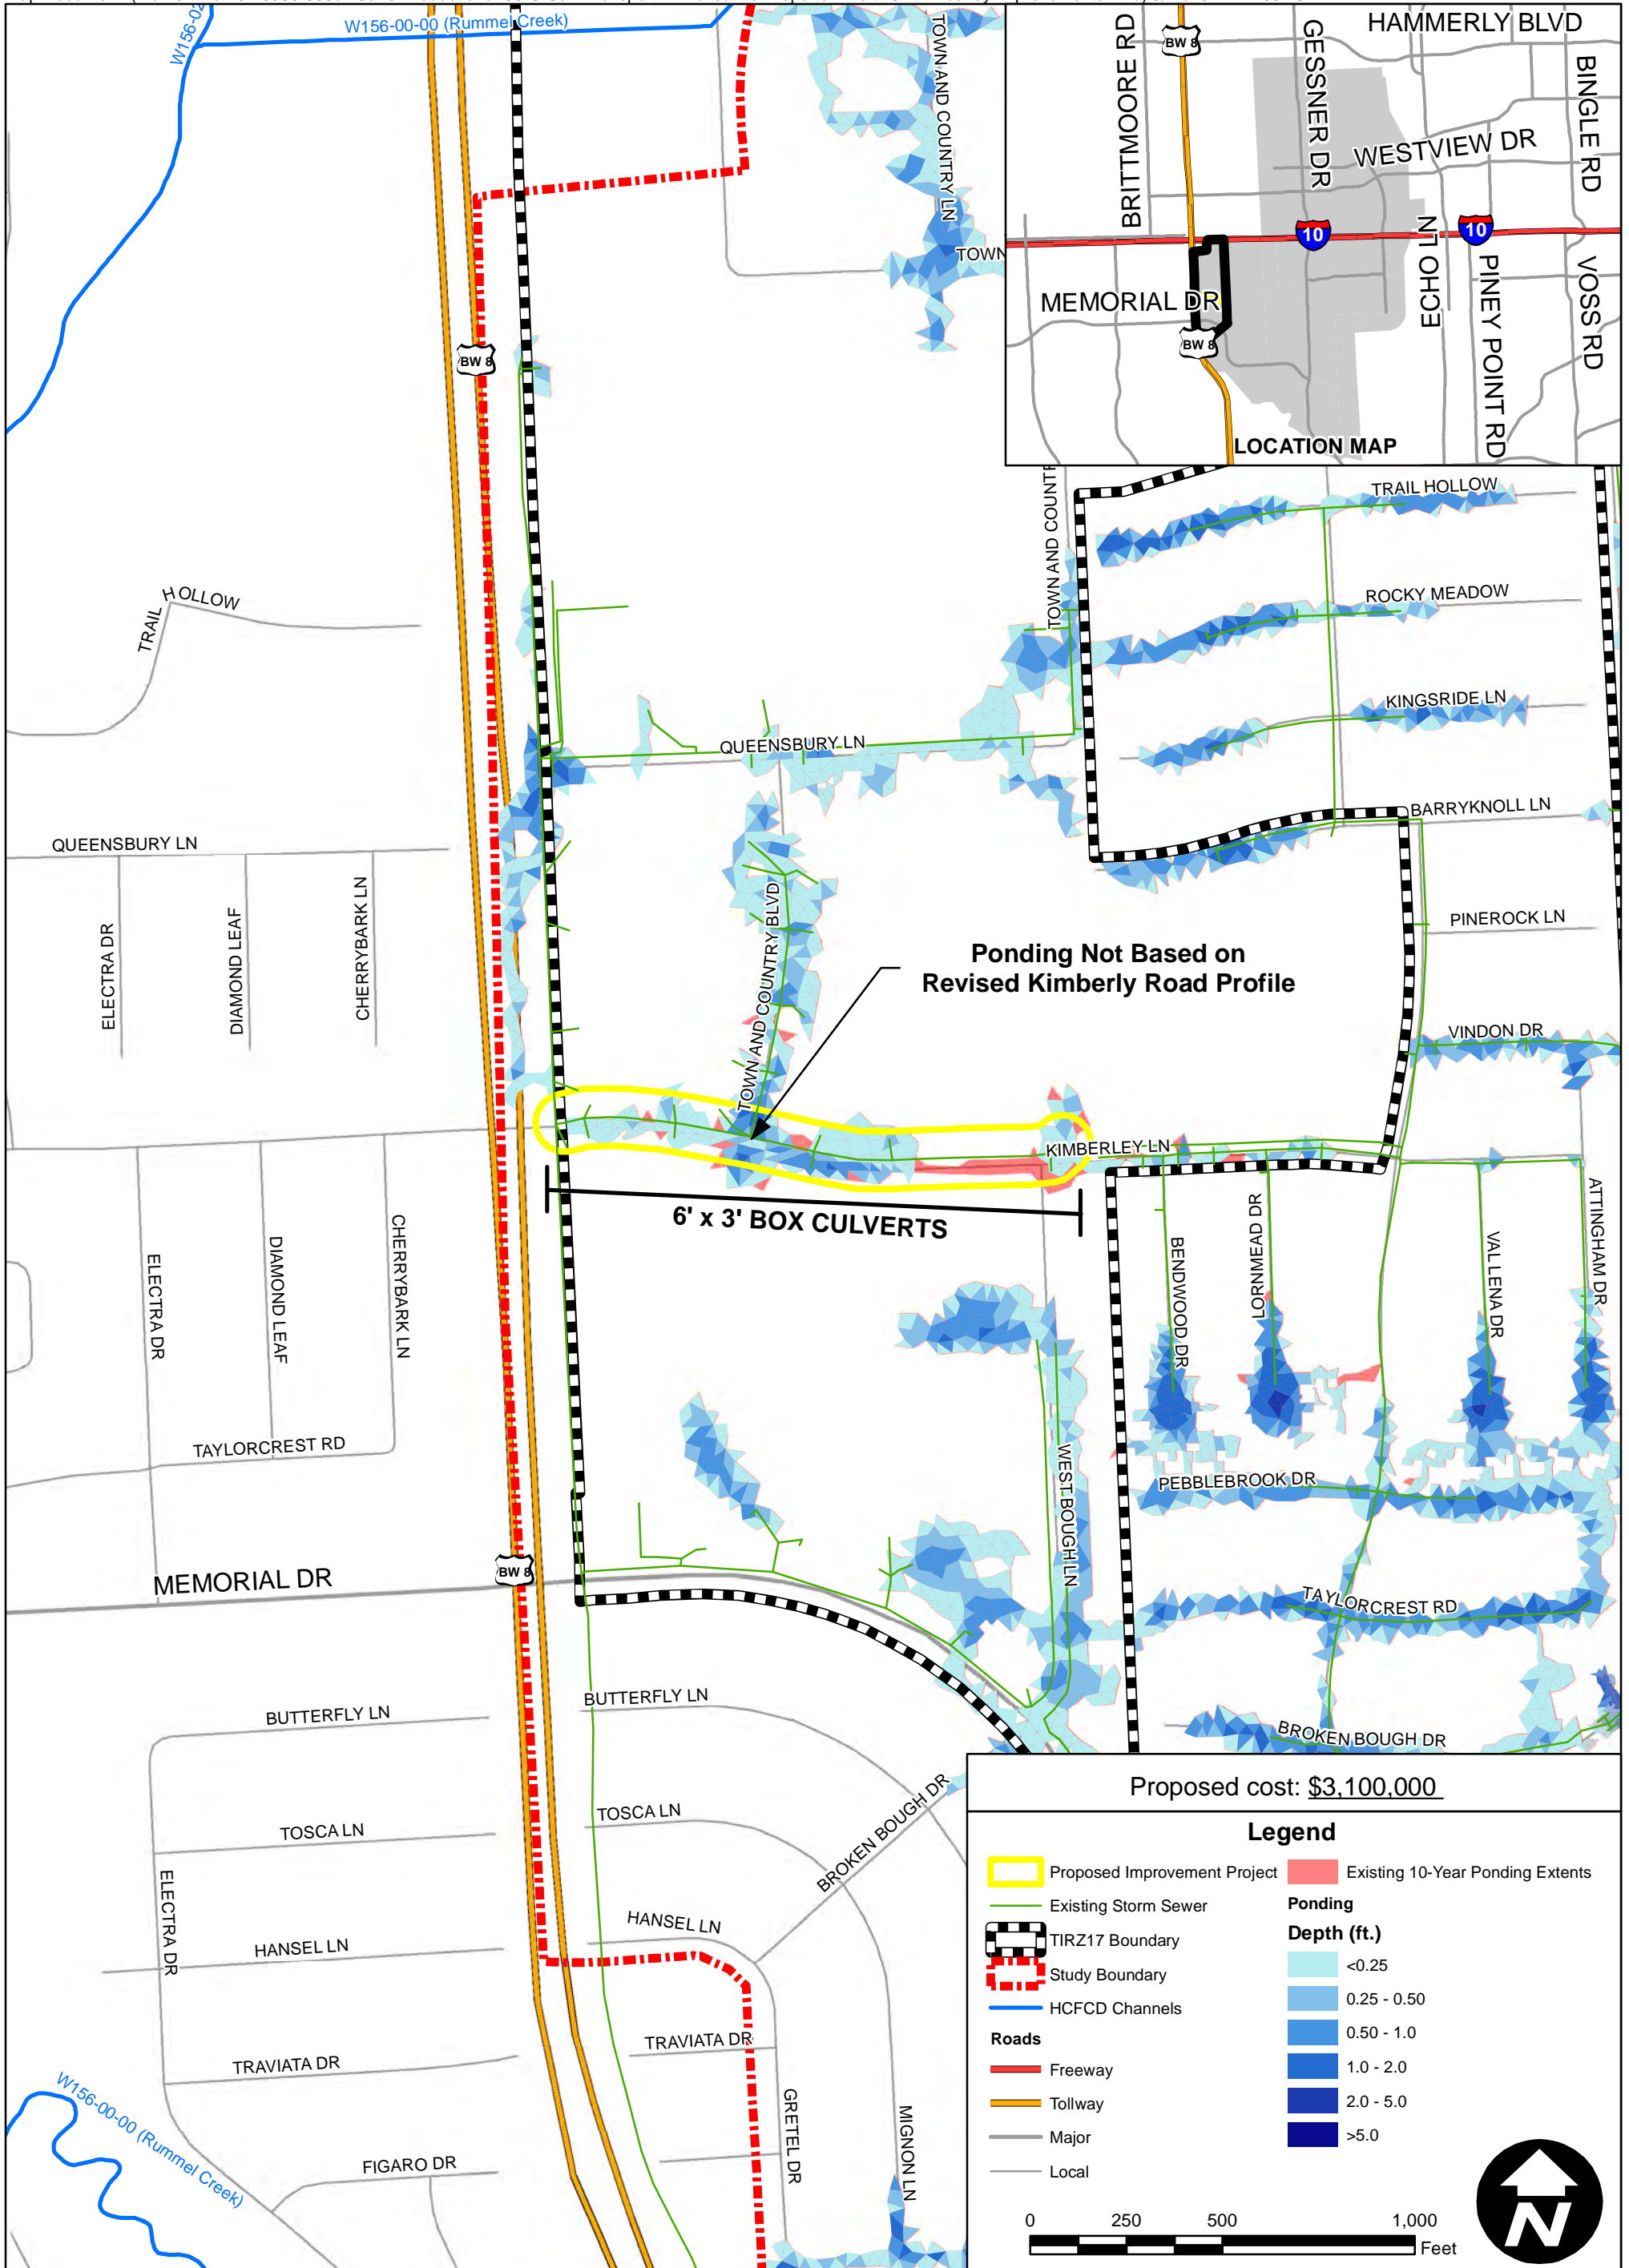 W156-02
W156-00-00 (Rummel Creek)
TOWN AND COUNTRY LN
TOWN
HAMMERLY BLVD
BW 8
BRITTMOORE RD
GESSNER DR
BINGLE RD
WESTVIEW DR
10
10
ECHO LN
PINEY POINT RD
VOSS RD
MEMORIAL DR
BW 8
LOCATION MAP
BW 8
TOWN AND COUNTR
TRAIL HOLLOW
TRAIL HOLLOW
ROCKY MEADOW
KINGSRIDE LN
QUEENSBURY LN
BARRYKNOLL LN
QUEENSBURY LN
ELECTRA DR
DIAMOND LEAF
CHERRYBARK LN
TOWN AND COUNTRY BLVD
PINEROCK LN
Ponding Not Based on
Revised Kimberly Road Profile
VINDON DR
KIMBERLEY LN
6' x 3' BOX CULVERTS
ELECTRA DR
DIAMOND LEAF
CHERRYBARK LN
BENDWOOD DR
LORNMEAD DR
VAL LENA DR
ATTINGHAM DR
TAYLORCREST RD
WEST BOUGH LN
PEBBLEBROOK DR
BW 8
MEMORIAL DR
TAYLORCREST RD
BUTTERFLY LN
BUTTERFLY LN
BROKEN BOUGH DR
TOSCA LN
TOSCA LN
BROKEN BOUGH DR
ELECTRA DR
HANSEL LN
HANSEL LN
TRAVIATA DR
TRAVIATA DR
GRETEL DR
MIGNON LN
W156-00-00 (Rummel Creek)
FIGARO DR
Proposed cost: $3,100,000
Legend
Proposed Improvement Project
Existing Storm Sewer
TIRZ17 Boundary
Study Boundary
HCFCD Channels
Roads
Freeway
Tollway
Major
Local
Existing 10-Year Ponding Extents
Ponding
Depth (ft.)
<0.25
0.25 - 0.50
0.50 - 1.0
1.0 - 2.0
2.0 - 5.0
>5.0
0 250 500 1,000
Feet
N